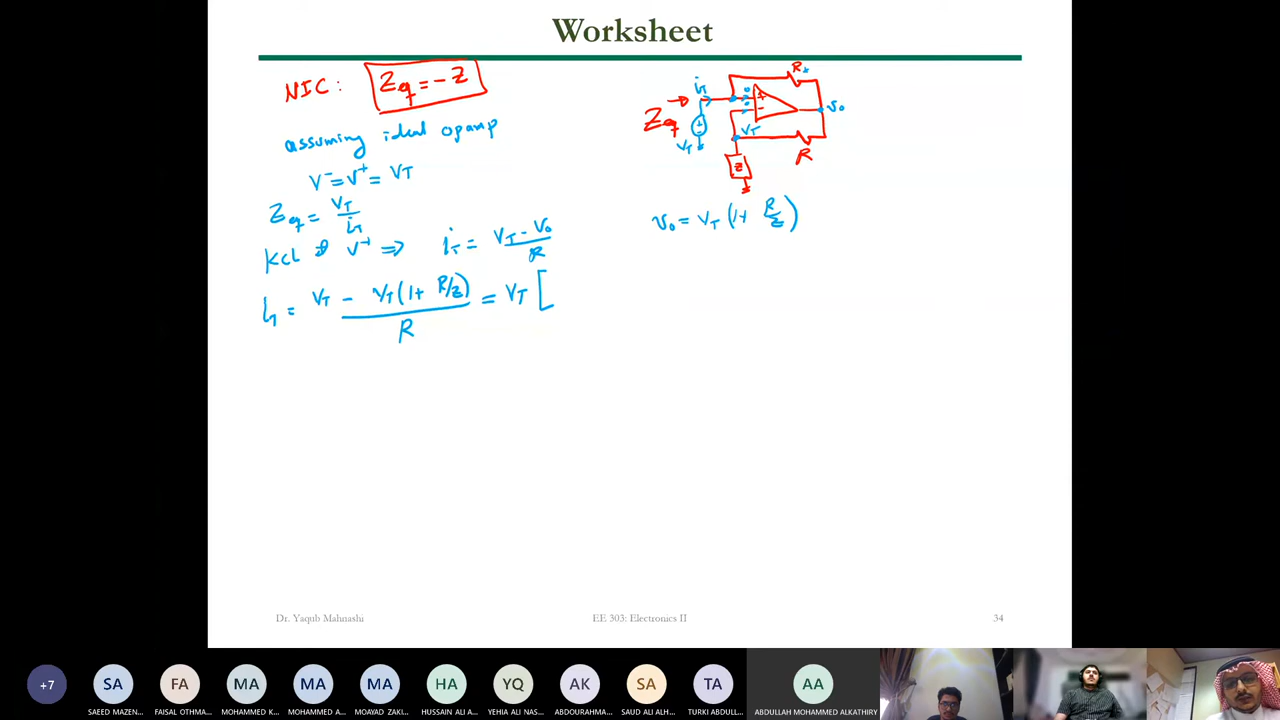 Worksheet
NIC: Zeq = -Z
assuming ideal opamp
V⁻ = V⁺ = VT
Zeq = VT / iT
KCL @ V⁺ ⇒ iT = (VT - Vo) / R
iT = (VT - VT(1 + R/Z)) / R = VT [
R
iT
+
-
Vo
Zeq
VT
VT
R
Z
Vo = VT (1 + R/Z)
Dr. Yaqub Mahnashi
EE 303: Electronics II
34
+7
SA
FA
MA
MA
MA
HA
YQ
AK
SA
TA
AA
SAEED MAZEN...
FAISAL OTHMA...
MOHAMMED K...
MOHAMMED A...
MOAYAD ZAKI...
HUSSAIN ALI A...
YEHIA ALI NAS...
ABDOURAHMA...
SAUD ALI ALH...
TURKI ABDULL...
ABDULLAH MOHAMMED ALKATHIRY